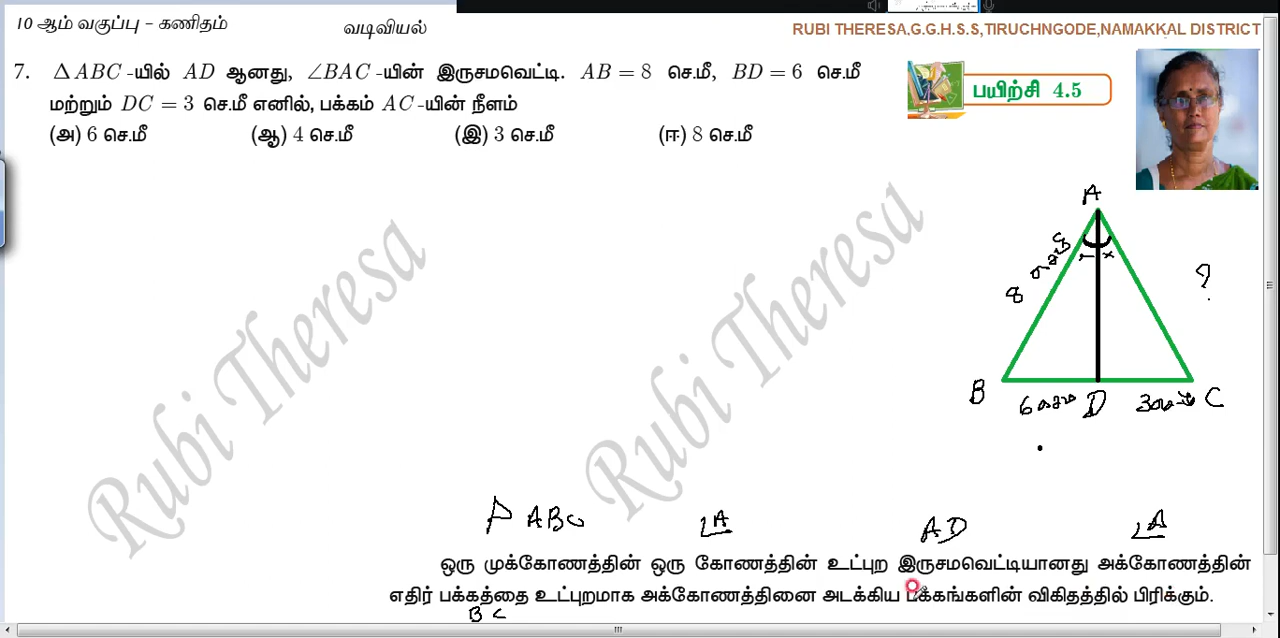 10 ஆம் வகுப்பு – கணிதம்
வடிவியல்
RUBI THERESA,G.G.H.S.S,TIRUCHNGODE,NAMAKKAL DISTRICT
7. △ABC-யில் AD ஆனது, ∠BAC-யின் இருசமவெட்டி. AB = 8 செ.மீ, BD = 6 செ.மீ
மற்றும் DC = 3 செ.மீ எனில், பக்கம் AC-யின் நீளம்
(அ) 6 செ.மீ (ஆ) 4 செ.மீ (இ) 3 செ.மீ (ஈ) 8 செ.மீ
பயிற்சி 4.5
A
8 செமீ
?
B 6 செமீ D 3 செமீ C
Rubi Theresa
Rubi Theresa
ABC ∠A AD ∠A
ஒரு முக்கோணத்தின் ஒரு கோணத்தின் உட்புற இருசமவெட்டியானது அக்கோணத்தின்
எதிர் பக்கத்தை உட்புறமாக அக்கோணத்தினை அடக்கிய பக்கங்களின் விகிதத்தில் பிரிக்கும்.
BC